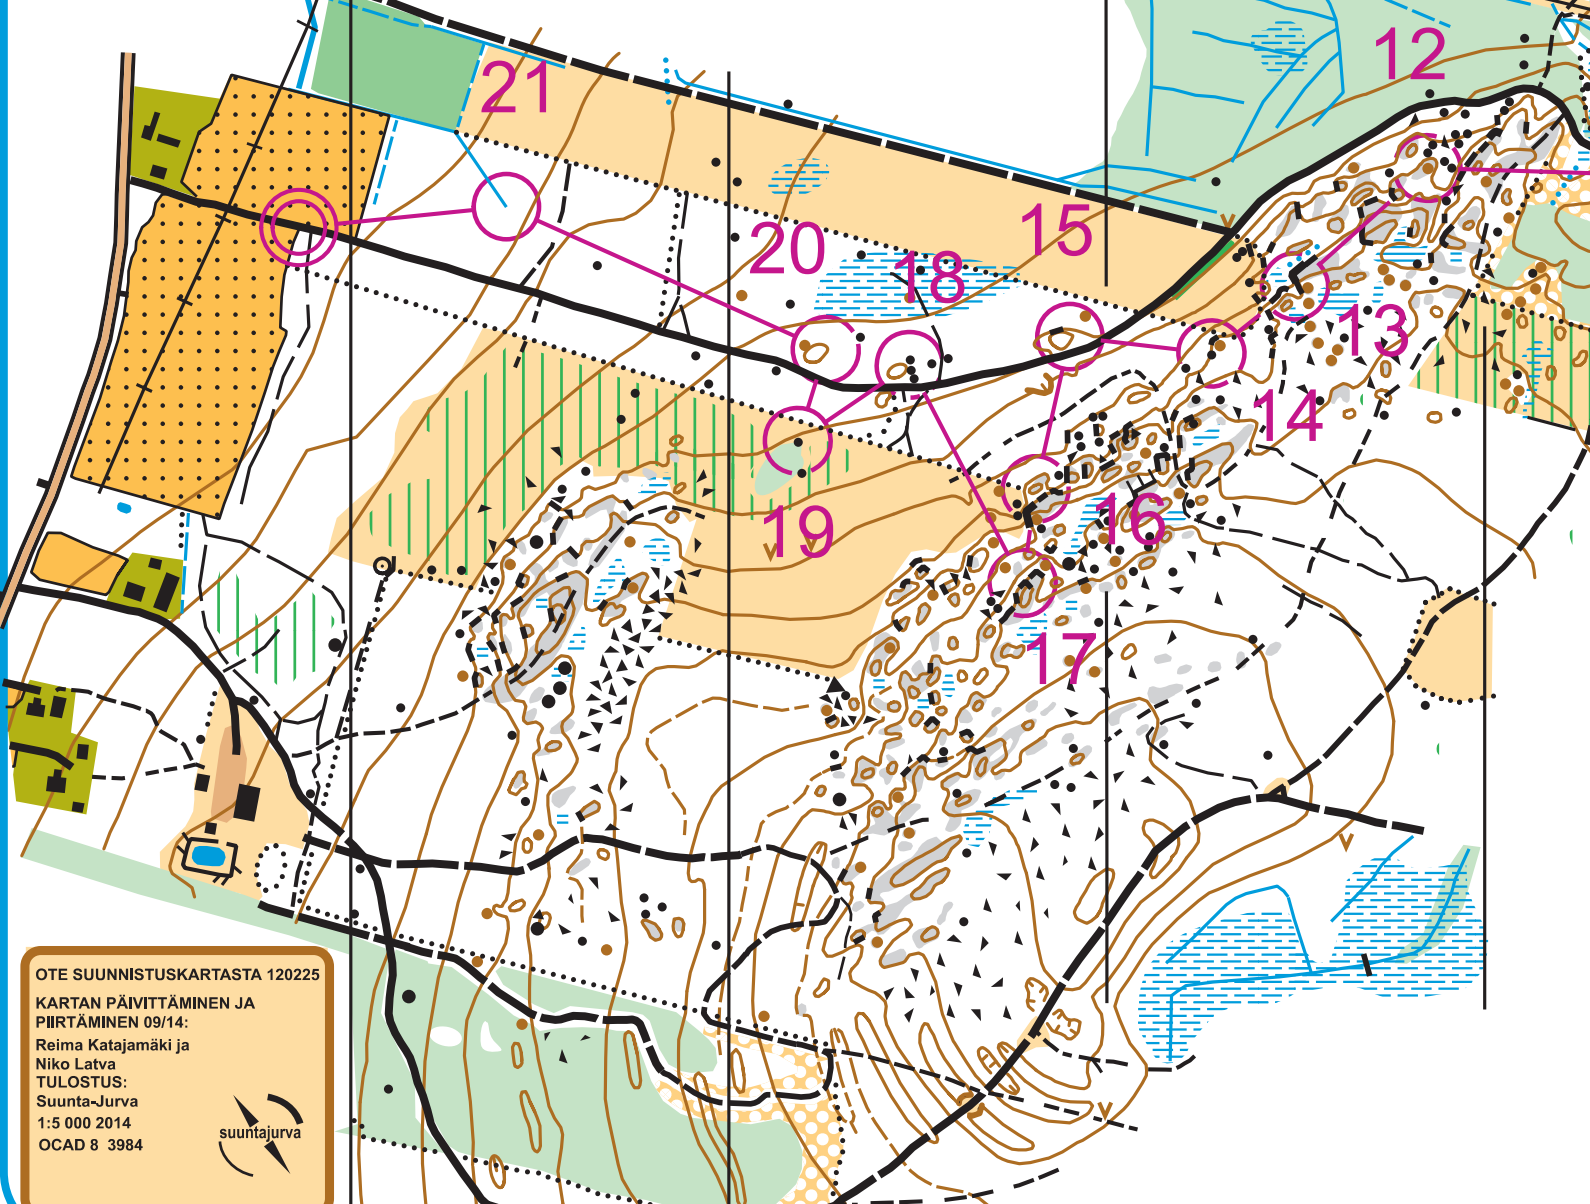 12
21
15
20
18
13
14
16
19
17
OTE SUUNNISTUSKARTASTA 120225
KARTAN PÄIVITTÄMINEN JA
PIIRTÄMINEN 09/14:
Reima Katajamäki ja
Niko Latva
TULOSTUS:
Suunta-Jurva
1:5 000 2014
OCAD 8 3984
suuntajurva